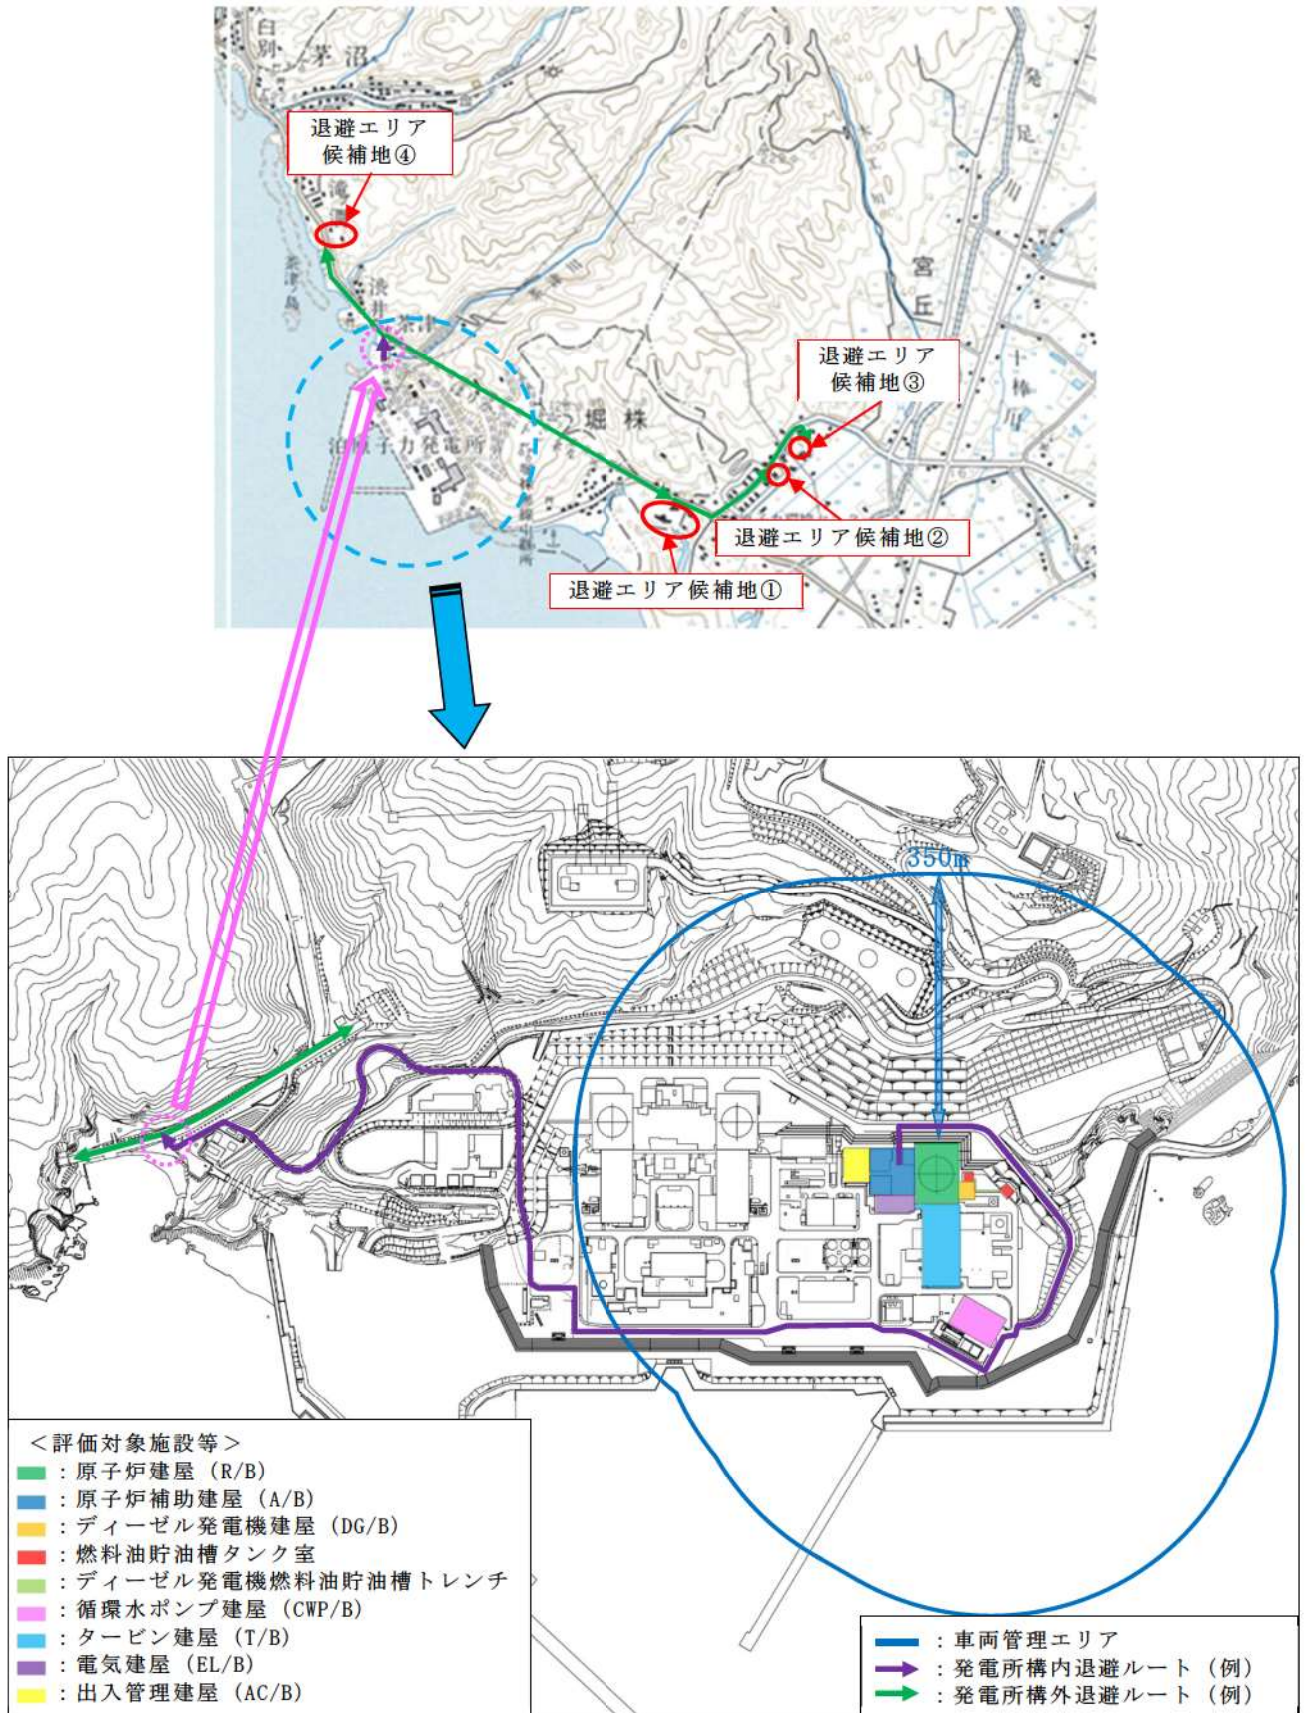 臼別
茅沼
発足川
退避エリア
候補地④
滝
渋井
茶津
宮丘
十棒川
退避エリア
候補地③
堀株
泊原子力発電所
退避エリア候補地②
退避エリア候補地①
350m
＜評価対象施設等＞
：原子炉建屋（R/B）
：原子炉補助建屋（A/B）
：ディーゼル発電機建屋（DG/B）
：燃料油貯油槽タンク室
：ディーゼル発電機燃料油貯油槽トレンチ
：循環水ポンプ建屋（CWP/B）
：タービン建屋（T/B）
：電気建屋（EL/B）
：出入管理建屋（AC/B）
：車両管理エリア
：発電所構内退避ルート（例）
：発電所構外退避ルート（例）